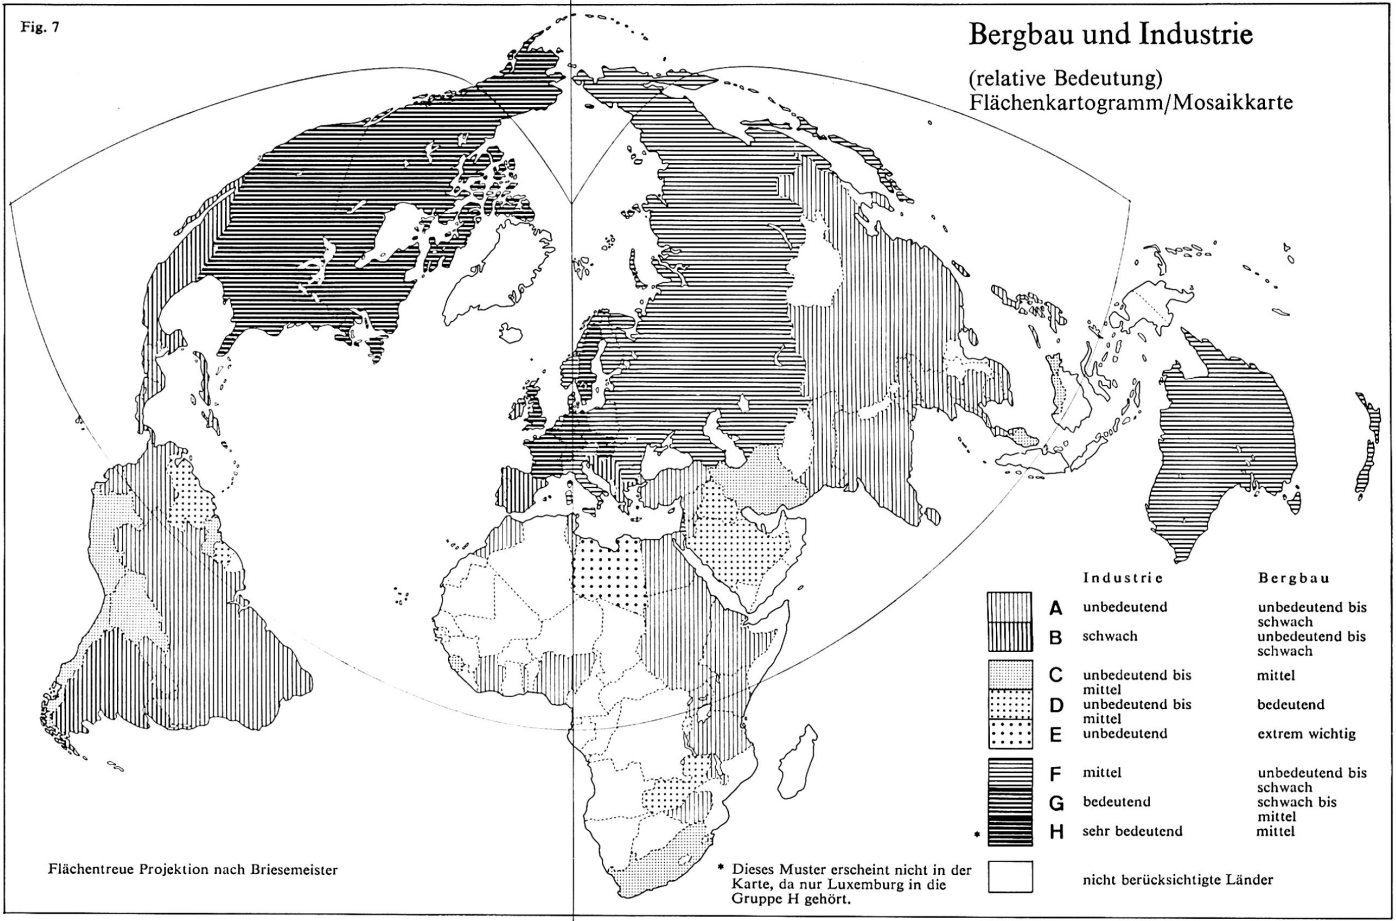 Fig. 7
Bergbau und Industrie
(relative Bedeutung)
Flächenkartogramm/Mosaikkarte
Industrie Bergbau
A unbedeutend unbedeutend bis
schwach
B schwach unbedeutend bis
schwach
C unbedeutend bis mittel
mittel
D unbedeutend bis bedeutend
mittel
E unbedeutend extrem wichtig
F mittel unbedeutend bis
schwach
G bedeutend schwach bis
mittel
* H sehr bedeutend mittel
nicht berücksichtigte Länder
Flächentreue Projektion nach Briesemeister
* Dieses Muster erscheint nicht in der
Karte, da nur Luxemburg in die
Gruppe H gehört.